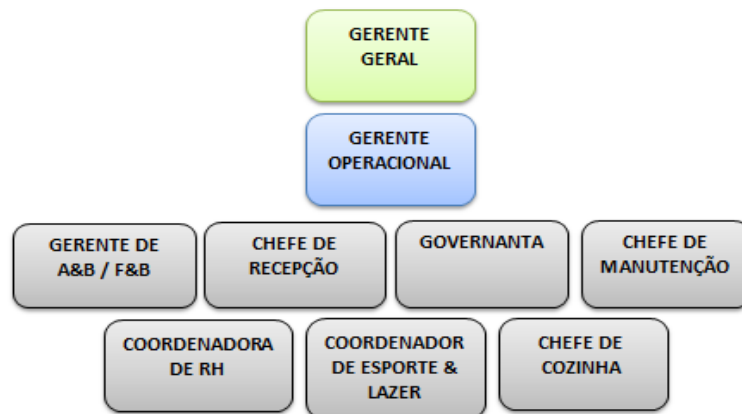 GERENTE
GERAL
GERENTE
OPERACIONAL
GERENTE DE
A&B / F&B
CHEFE DE
RECEPÇÃO
GOVERNANTA
CHEFE DE
MANUTENÇÃO
COORDENADORA
DE RH
COORDENADOR
DE ESPORTE &
LAZER
CHEFE DE
COZINHA